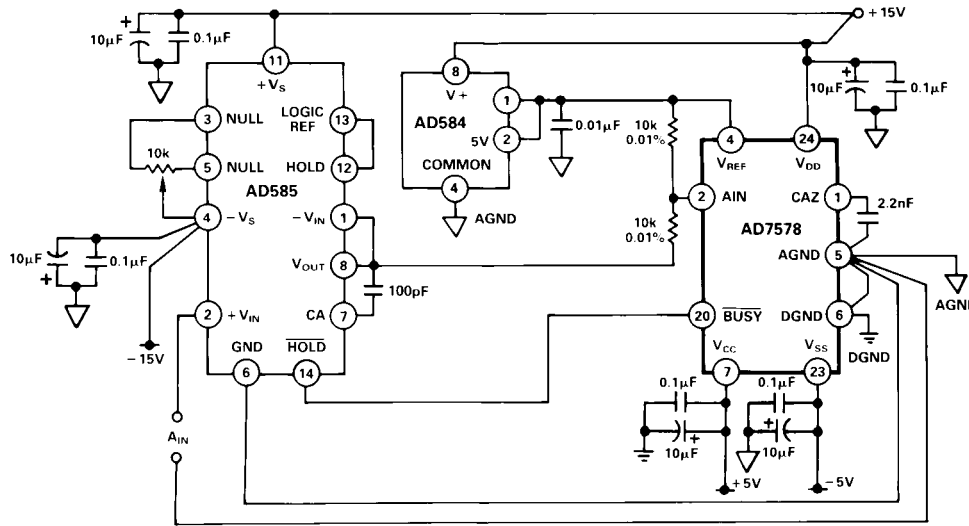 +15V
10μF
+
0.1μF
11
+VS
3
NULL
LOGIC
REF
13
10k
5
NULL
HOLD
12
AD585
4
−VS
−VIN
1
10μF
+
0.1μF
VOUT
8
100pF
2
+VIN
CA
7
−15V
GND
HOLD
6
14
AIN
8
V+
1
AD584
5V
2
COMMON
4
AGND
0.01μF
10k
0.01%
10k
0.01%
+
10μF
0.1μF
4
24
VREF
VDD
2
AIN
CAZ
1
2.2nF
AD7578
AGND
5
AGND
20
BUSY
DGND
6
DGND
VCC
VSS
7
23
0.1μF
0.1μF
+
10μF
+
10μF
+5V
−5V